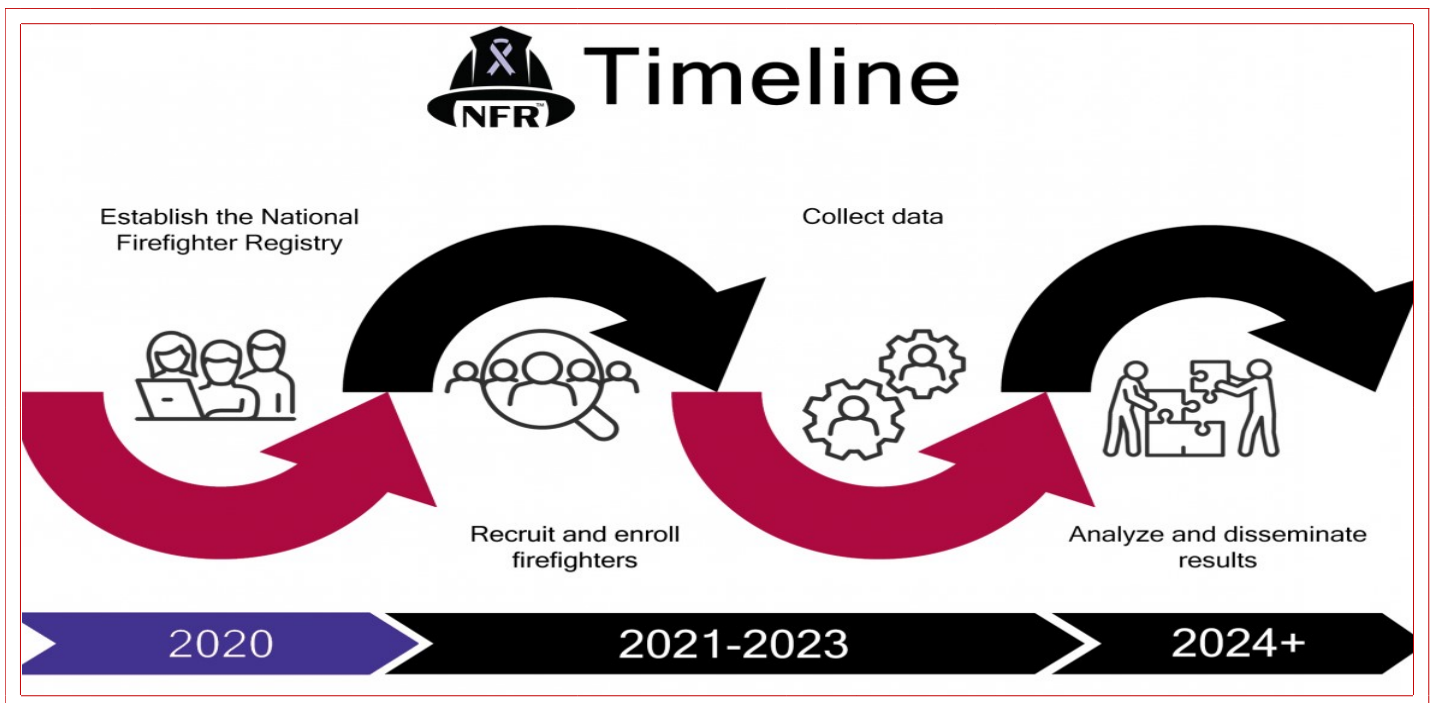 NFR™
Timeline
Establish the National
Firefighter Registry
Collect data
Recruit and enroll
firefighters
Analyze and disseminate
results
2020
2021-2023
2024+